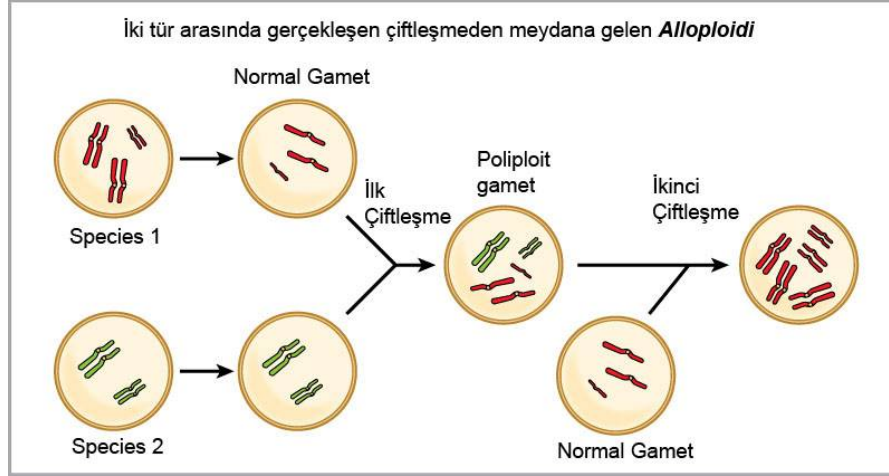 İki tür arasında gerçekleşen çiftleşmeden meydana gelen Alloploidi
Normal Gamet
Species 1
İlk
Çiftleşme
Poliploit
gamet
İkinci
Çiftleşme
Species 2
Normal Gamet